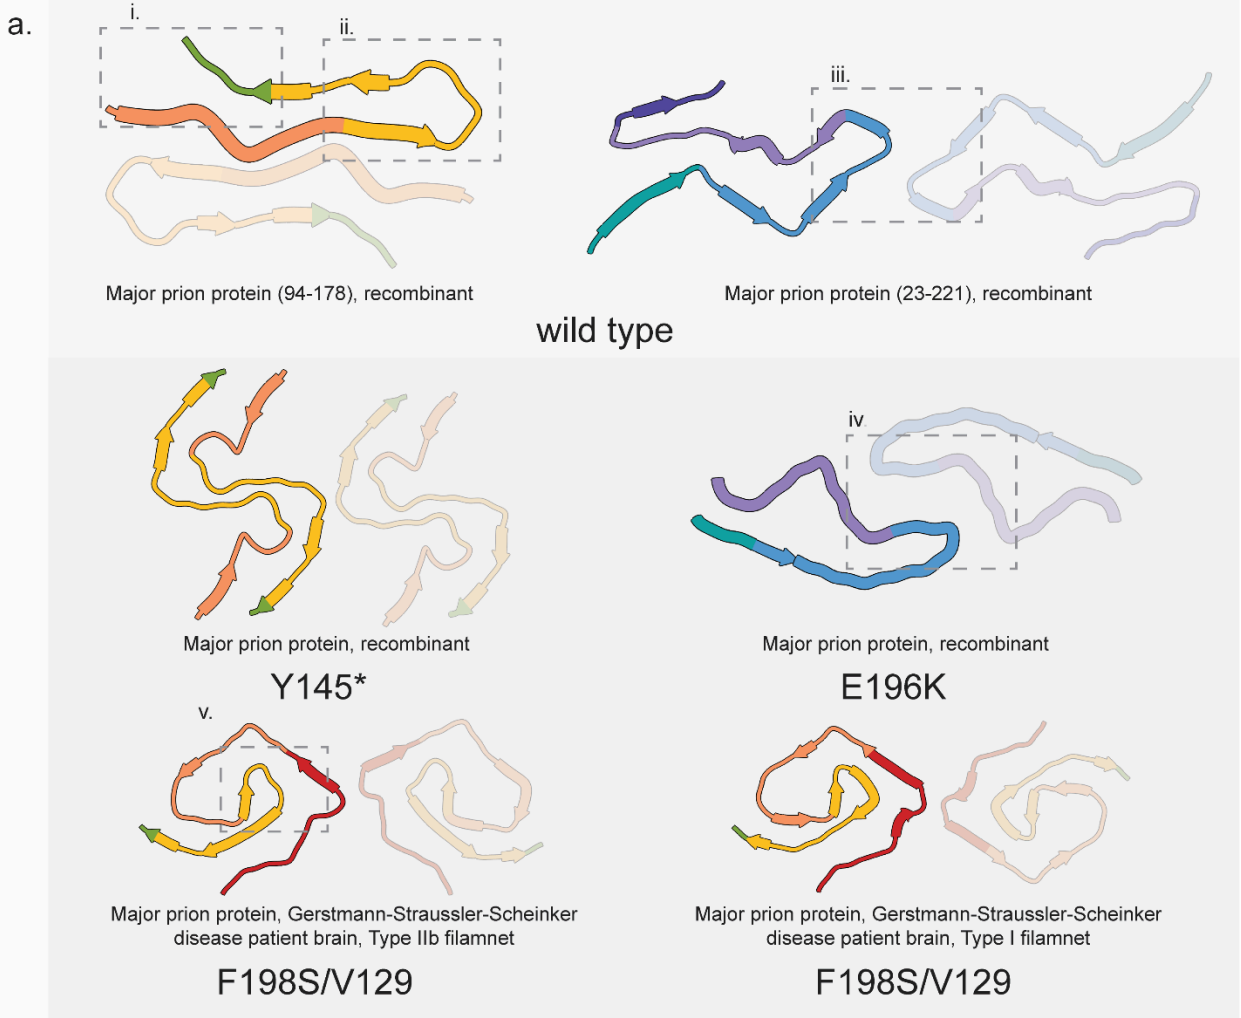 a.
i.
ii.
iii.
Major prion protein (94-178), recombinant
Major prion protein (23-221), recombinant
wild type
iv.
Major prion protein, recombinant
Y145*
Major prion protein, recombinant
E196K
v.
Major prion protein, Gerstmann-Straussler-Scheinker
disease patient brain, Type IIb filamnet
F198S/V129
Major prion protein, Gerstmann-Straussler-Scheinker
disease patient brain, Type I filamnet
F198S/V129